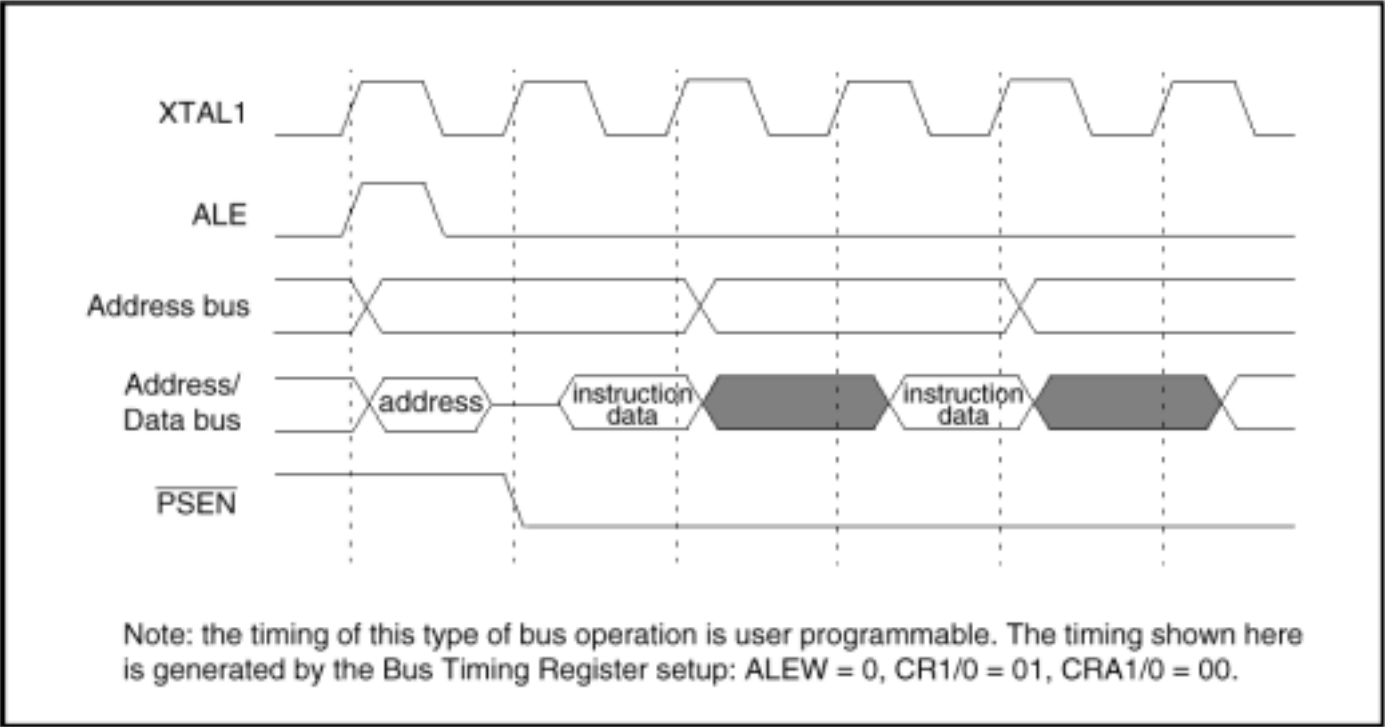 XTAL1
ALE
Address bus
Address/
Data bus
address
instruction
data
instruction
data
PSEN
Note: the timing of this type of bus operation is user programmable. The timing shown here
is generated by the Bus Timing Register setup: ALEW = 0, CR1/0 = 01, CRA1/0 = 00.